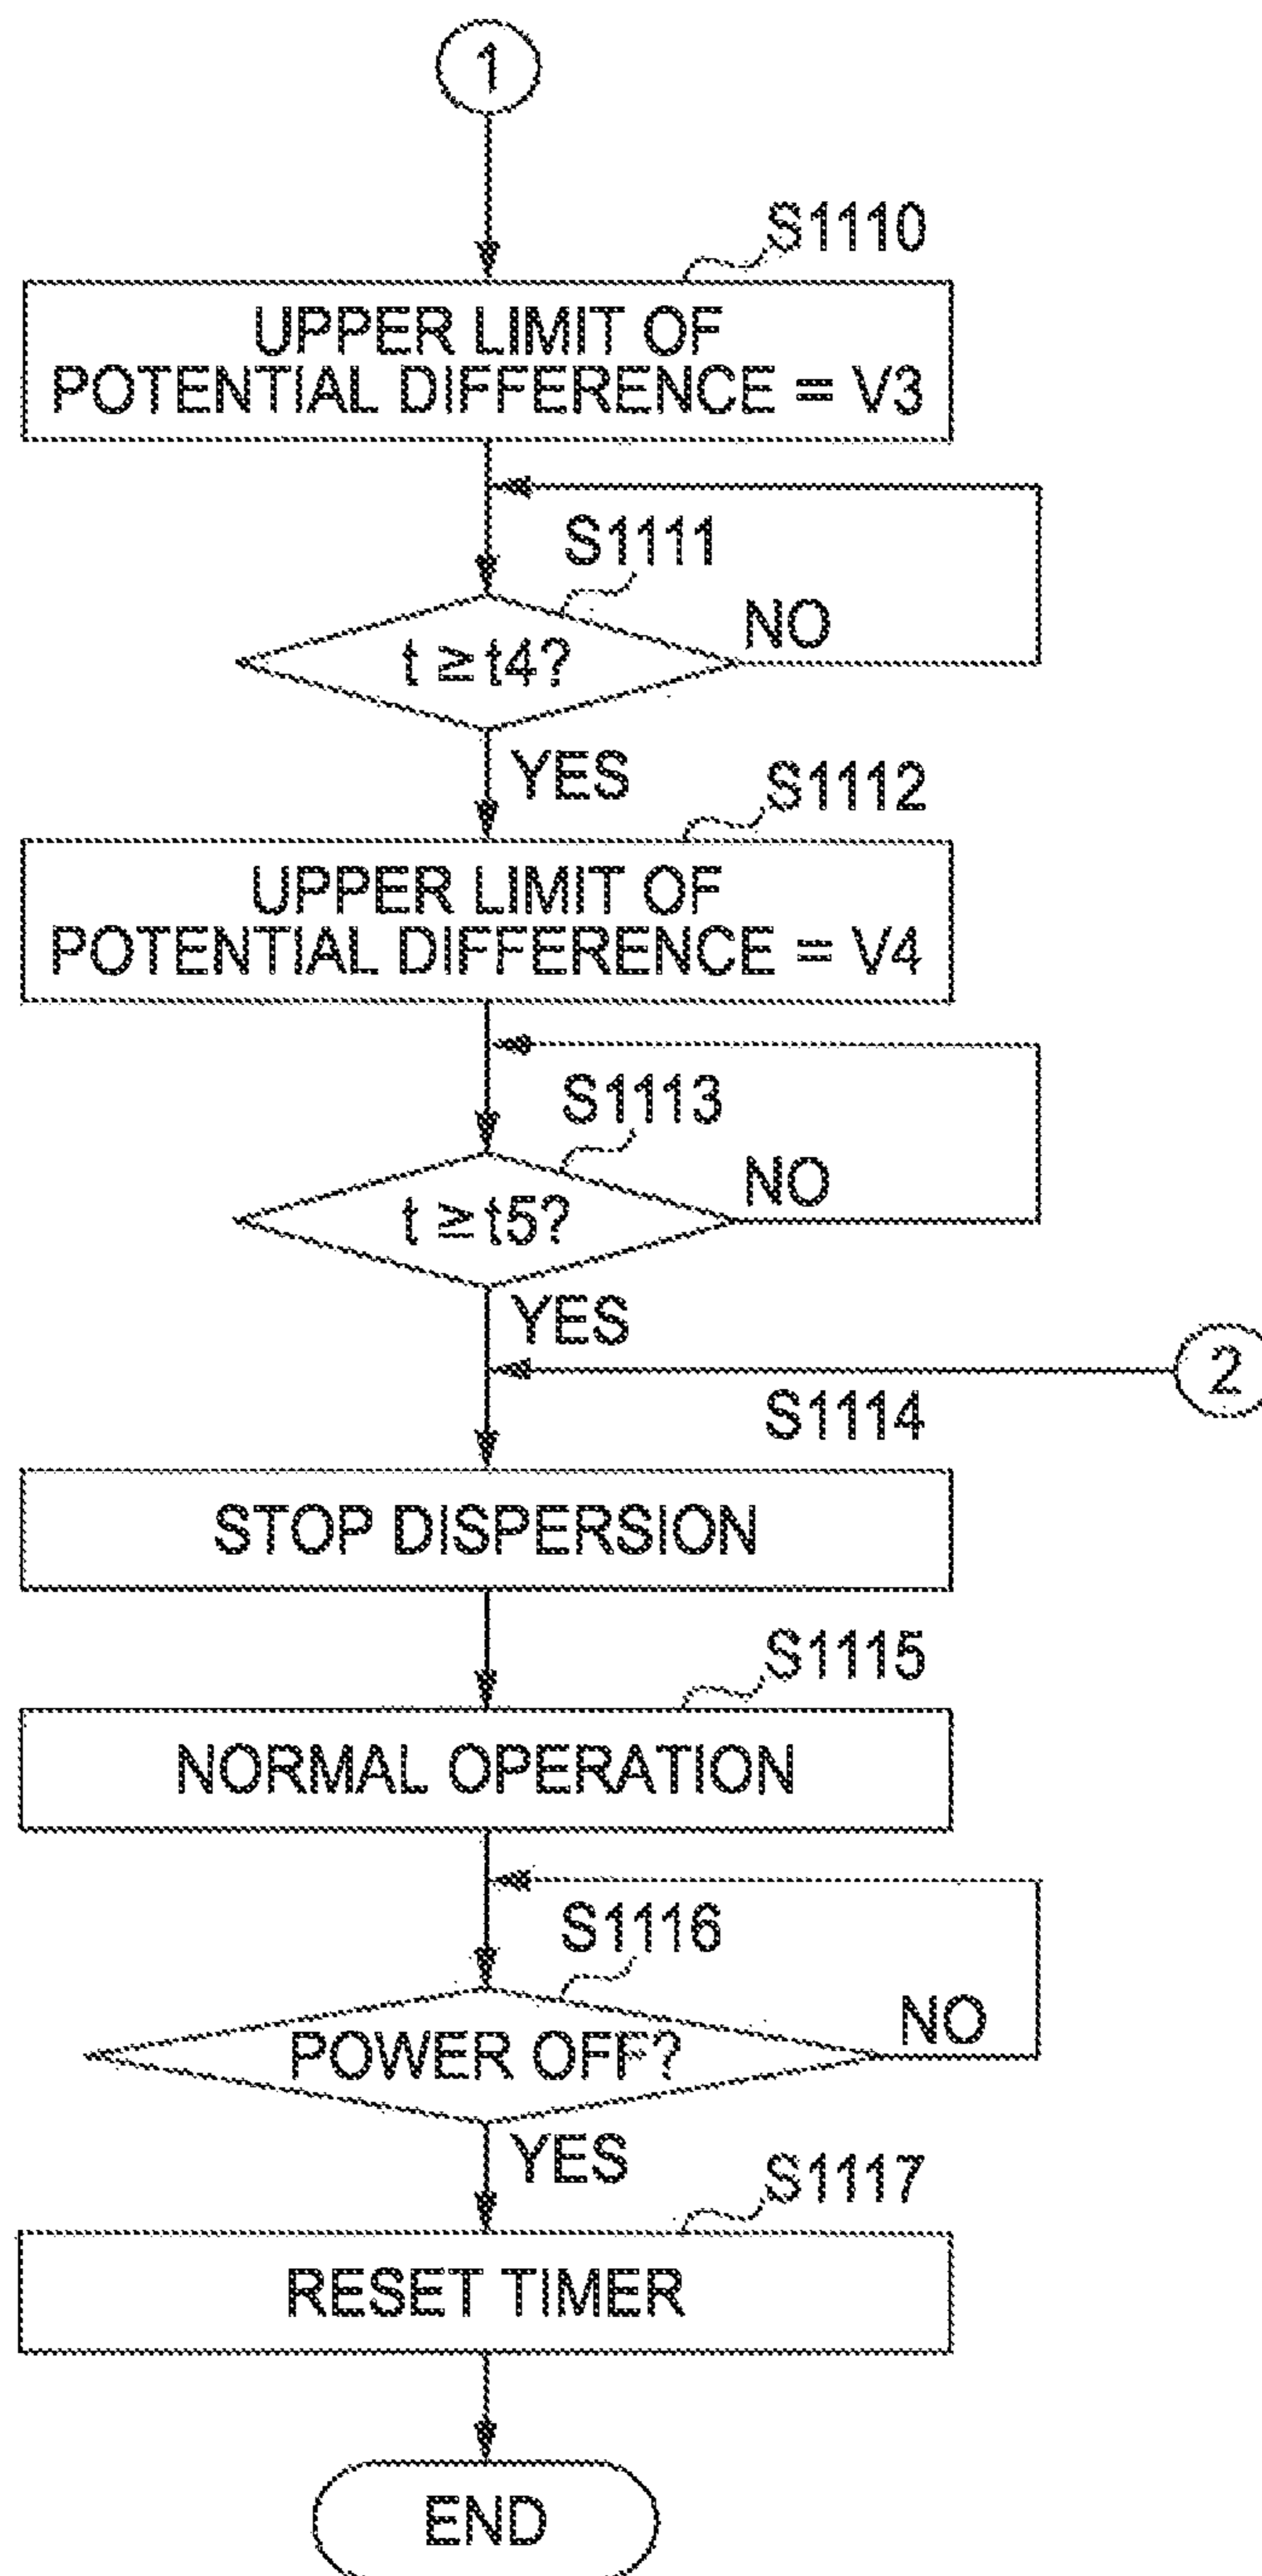 1
S1110
UPPER LIMIT OF
POTENTIAL DIFFERENCE = V3
S1111
t ≥ t4?
NO
YES
S1112
UPPER LIMIT OF
POTENTIAL DIFFERENCE = V4
S1113
t ≥ t5?
NO
YES
2
S1114
STOP DISPERSION
S1115
NORMAL OPERATION
S1116
POWER OFF?
NO
YES
S1117
RESET TIMER
END